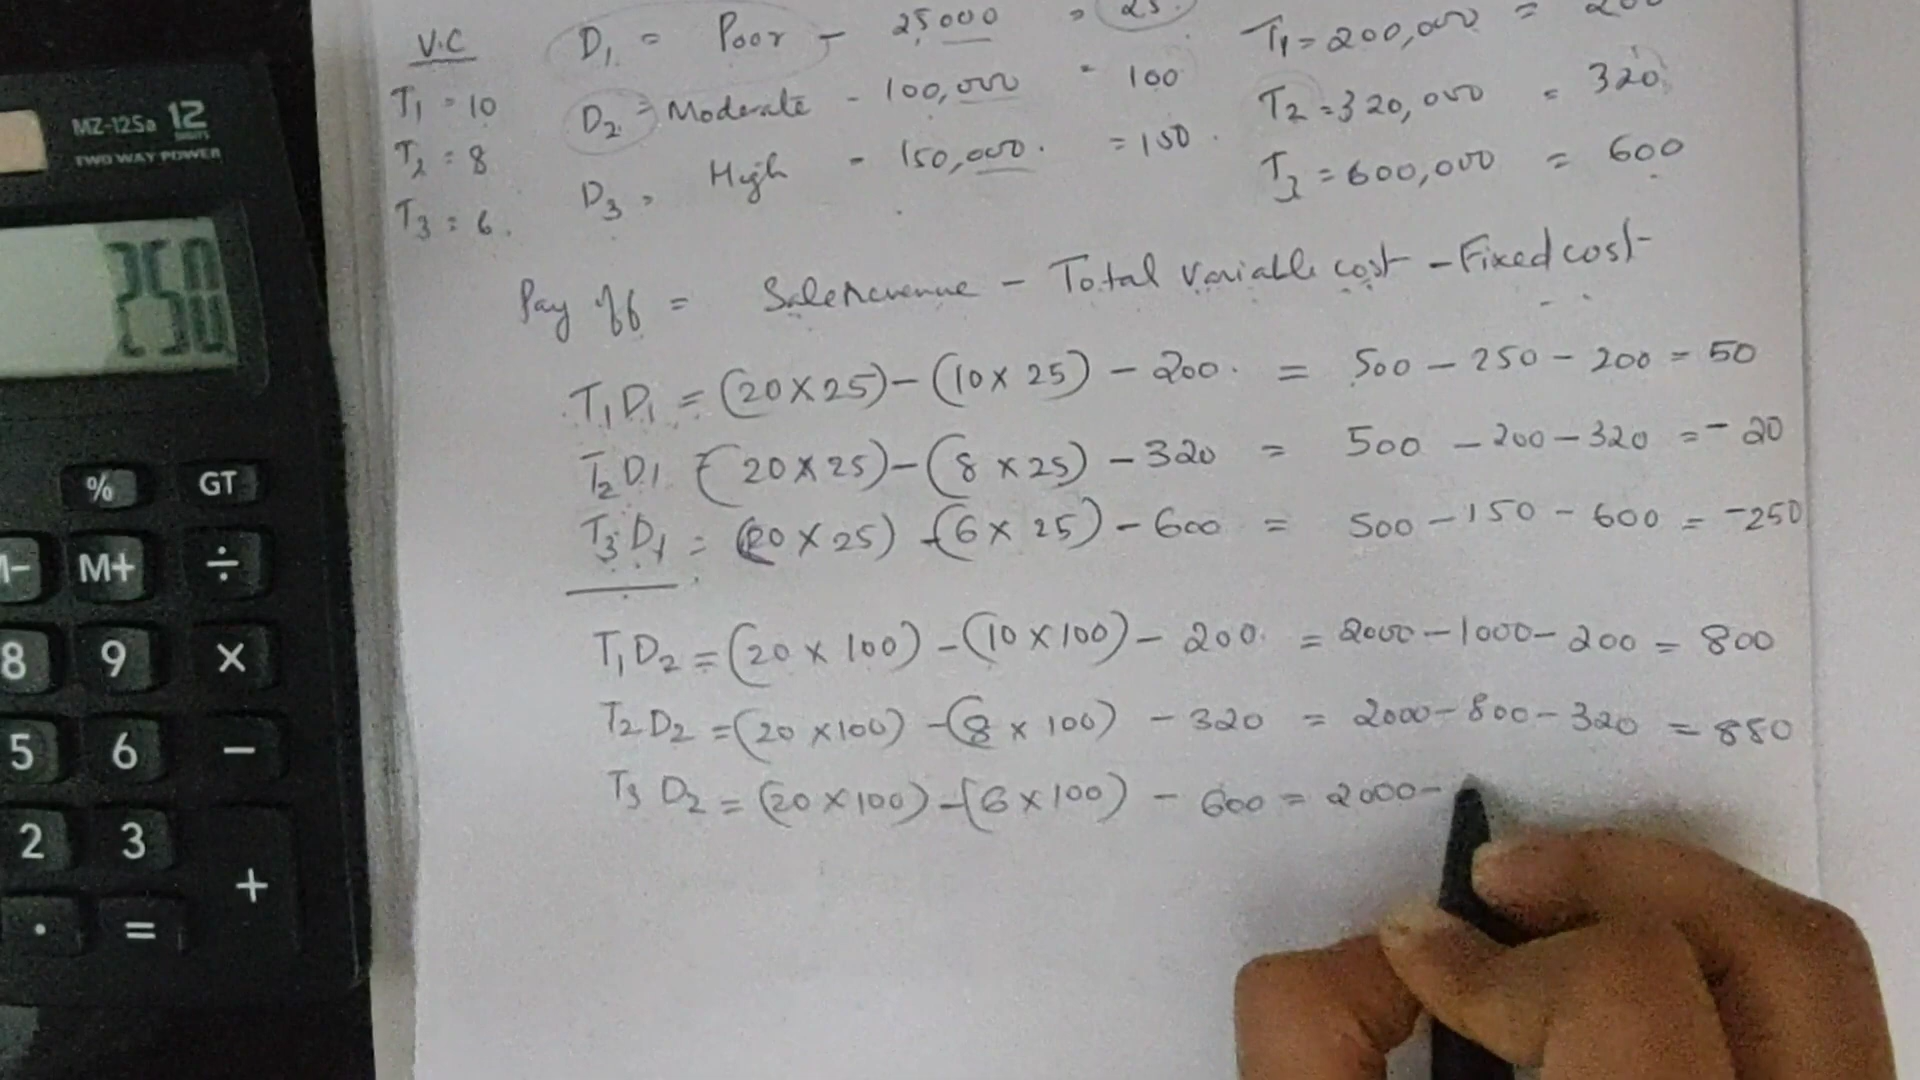 V.C
T1 = 10
T2 = 8
T3 = 6.
D1 = Poor - 25000 = 25.
D2 = Moderate - 100,000 = 100
D3 = High - 150,000. = 150.
T1 = 200,000 = 200
T2 = 320,000 = 320
T3 = 600,000 = 600
Pay off = Sale Revenue - Total Variable cost - Fixed cost
T1D1 = (20 x 25) - (10 x 25) - 200. = 500 - 250 - 200 = 50
T2D1 = (20 x 25) - (8 x 25) - 320 = 500 - 200 - 320 = -20
T3D1 = (20 x 25) - (6 x 25) - 600 = 500 - 150 - 600 = -250
T1D2 = (20 x 100) - (10 x 100) - 200 = 2000 - 1000 - 200 = 800
T2D2 = (20 x 100) - (8 x 100) - 320 = 2000 - 800 - 320 = 880
T3D2 = (20 x 100) - (6 x 100) - 600 = 2000 -
MZ-125a 12
DIGITS
TWO WAY POWER
250
% GT
M- M+ ÷
8 9 x
5 6 -
2 3 +
. =